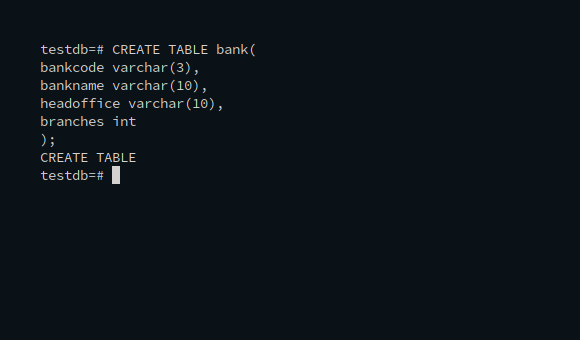 testdb=# CREATE TABLE bank(
bankcode varchar(3),
bankname varchar(10),
headoffice varchar(10),
branches int
);
CREATE TABLE
testdb=#